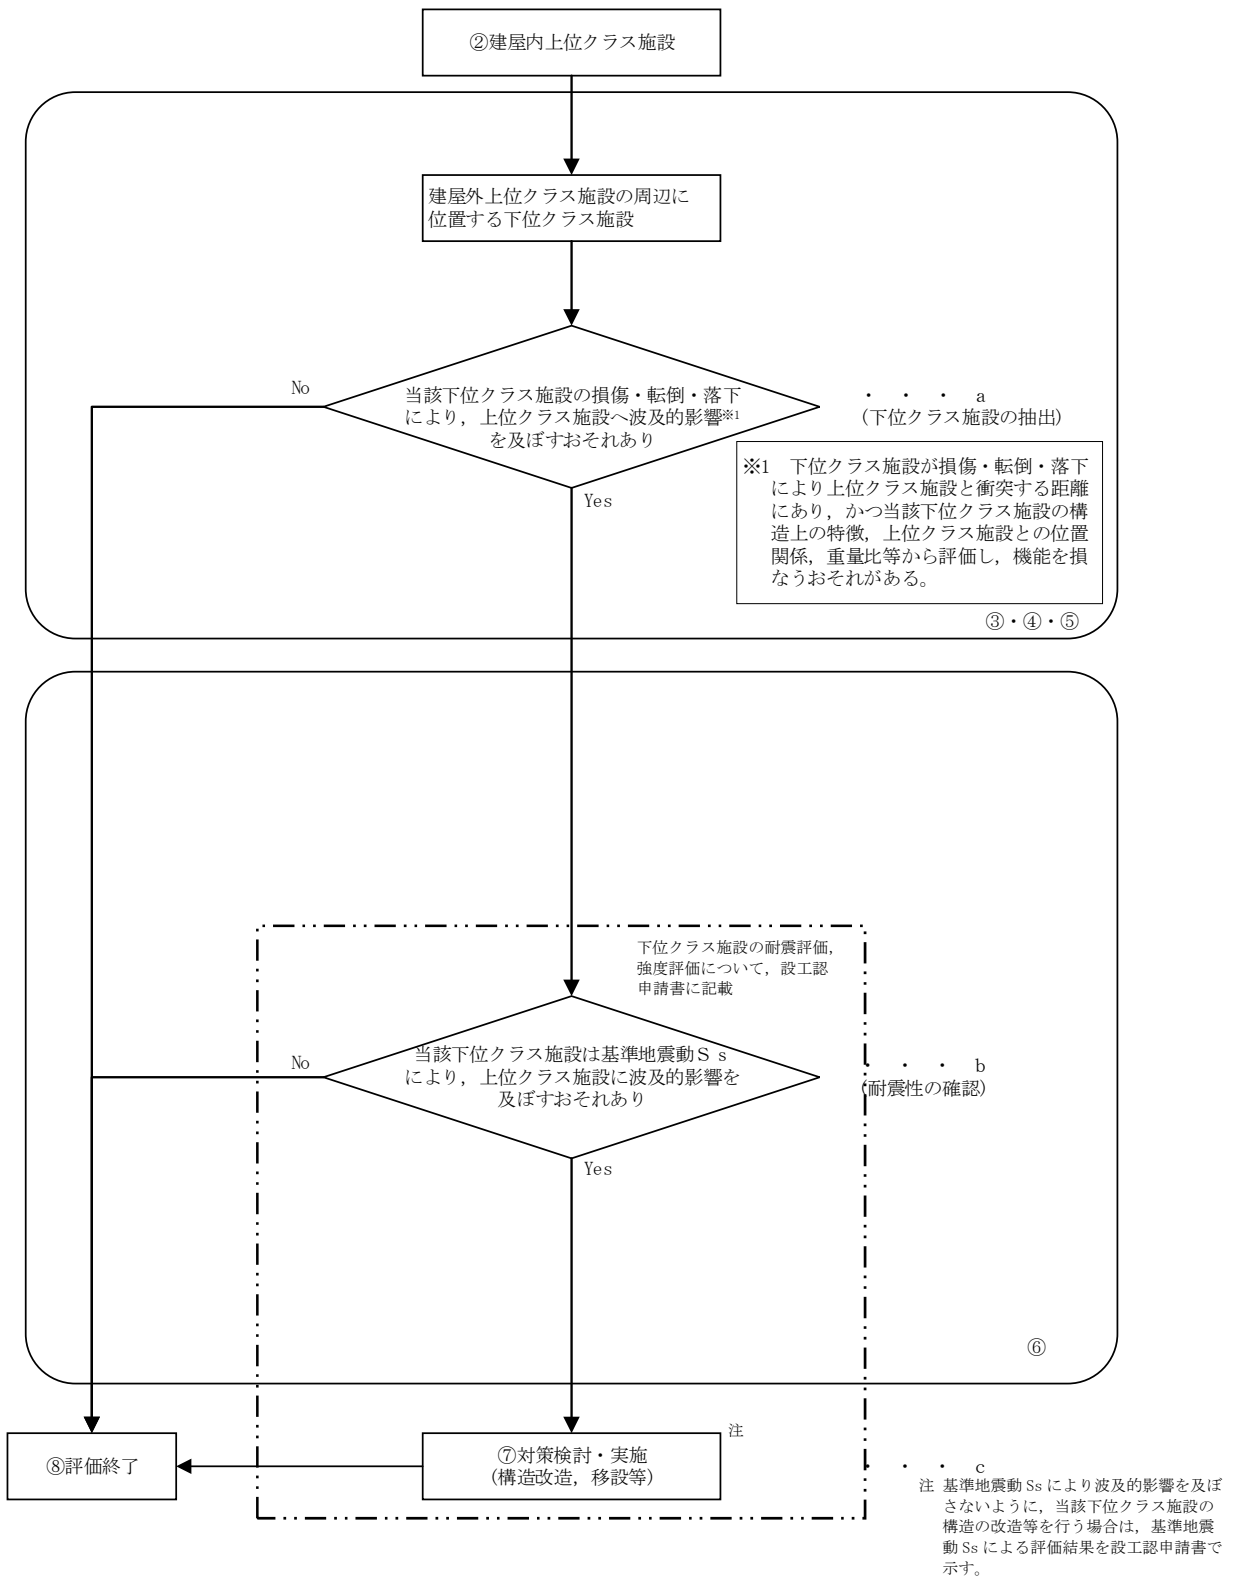 ②建屋内上位クラス施設
建屋外上位クラス施設の周辺に
位置する下位クラス施設
No
当該下位クラス施設の損傷・転倒・落下
により，上位クラス施設へ波及的影響※1
を及ぼすおそれあり
・ ・ ・ a
(下位クラス施設の抽出)
Yes
※1 下位クラス施設が損傷・転倒・落下
により上位クラス施設と衝突する距離
にあり，かつ当該下位クラス施設の構
造上の特徴，上位クラス施設との位置
関係，重量比等から評価し，機能を損
なうおそれがある。
③・④・⑤
下位クラス施設の耐震評価，
強度評価について，設工認
申請書に記載
No
当該下位クラス施設は基準地震動Ｓｓ
により，上位クラス施設に波及的影響を
及ぼすおそれあり
・ ・ ・ b
(耐震性の確認)
Yes
⑥
注
⑧評価終了
⑦対策検討・実施
(構造改造，移設等)
・ ・ ・ c
注 基準地震動 Ss により波及的影響を及ぼ
さないように，当該下位クラス施設の
構造の改造等を行う場合は，基準地震
動 Ss による評価結果を設工認申請書で
示す。